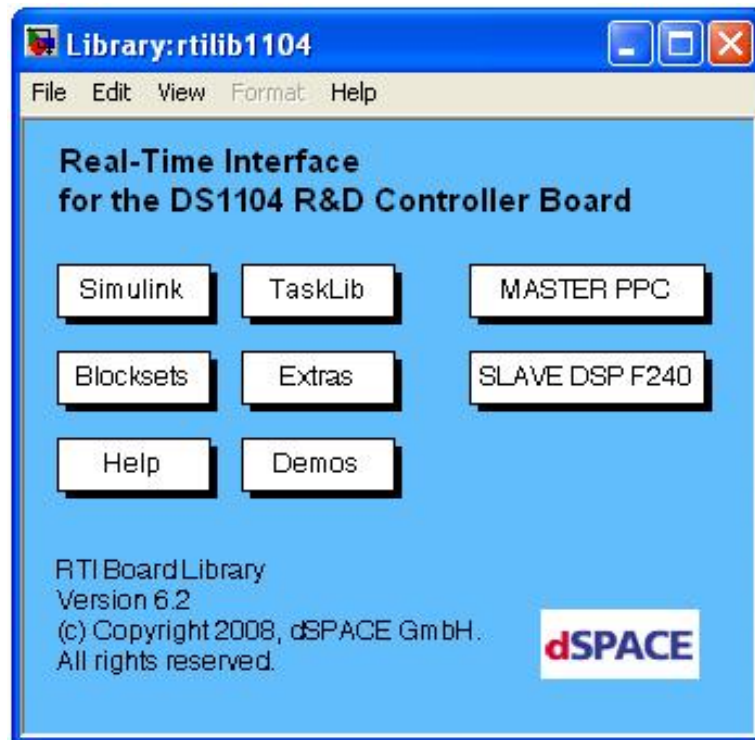 Library:rtilib1104
File Edit View Format Help
Real-Time Interface
for the DS1104 R&D Controller Board
Simulink TaskLib MASTER PPC
Blocksets Extras SLAVE DSP F240
Help Demos
RTI Board Library
Version 6.2
(c) Copyright 2008, dSPACE GmbH.
All rights reserved.
dSPACE